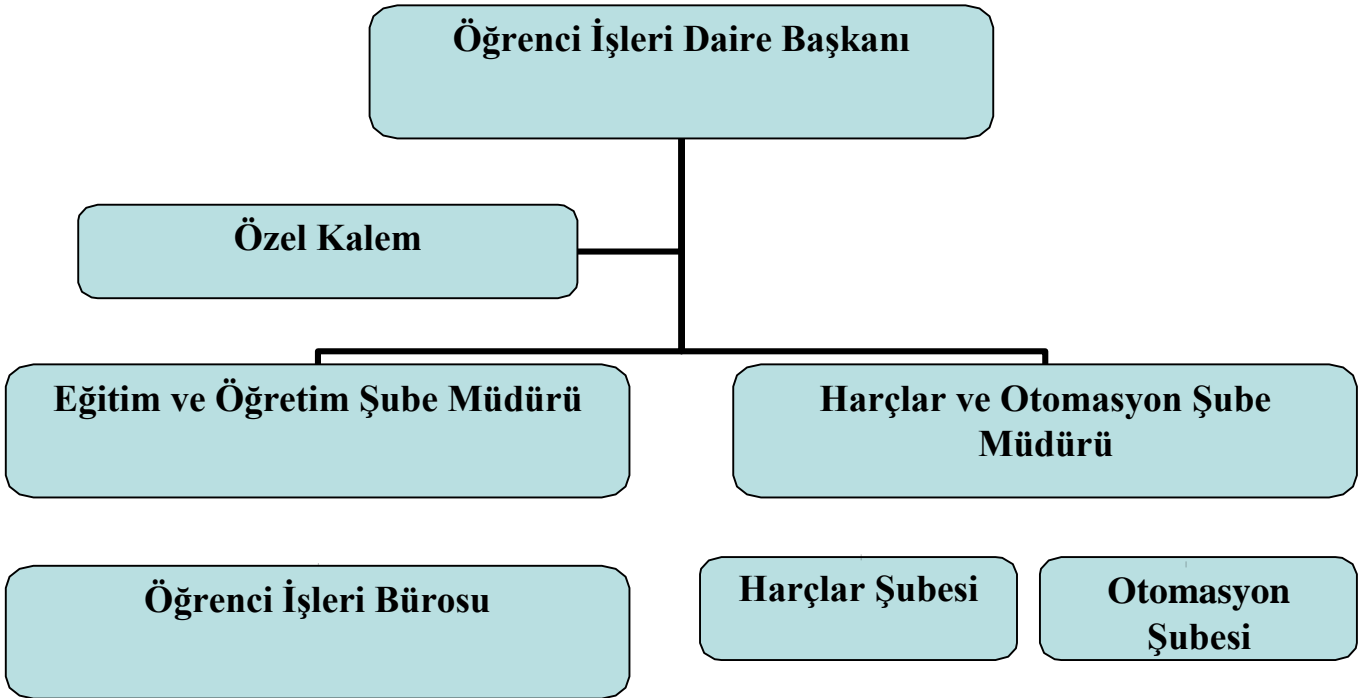 Öğrenci İşleri Daire Başkanı
Özel Kalem
Eğitim ve Öğretim Şube Müdürü
Harçlar ve Otomasyon Şube
Müdürü
Öğrenci İşleri Bürosu
Harçlar Şubesi
Otomasyon
Şubesi